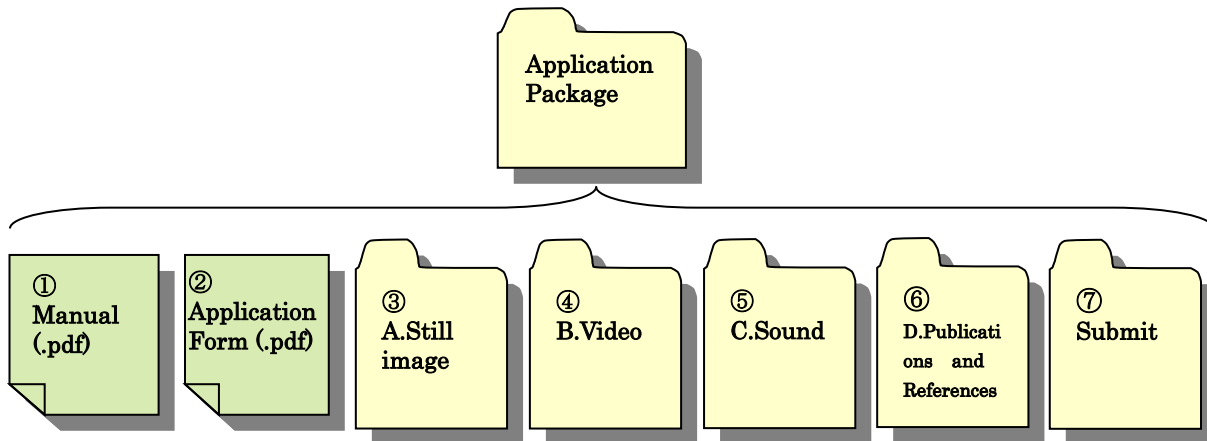 Application
Package
①
Manual
(.pdf)
②
Application
Form (.pdf)
③
A.Still
image
④
B.Video
⑤
C.Sound
⑥
D.Publicati
ons and
References
⑦
Submit